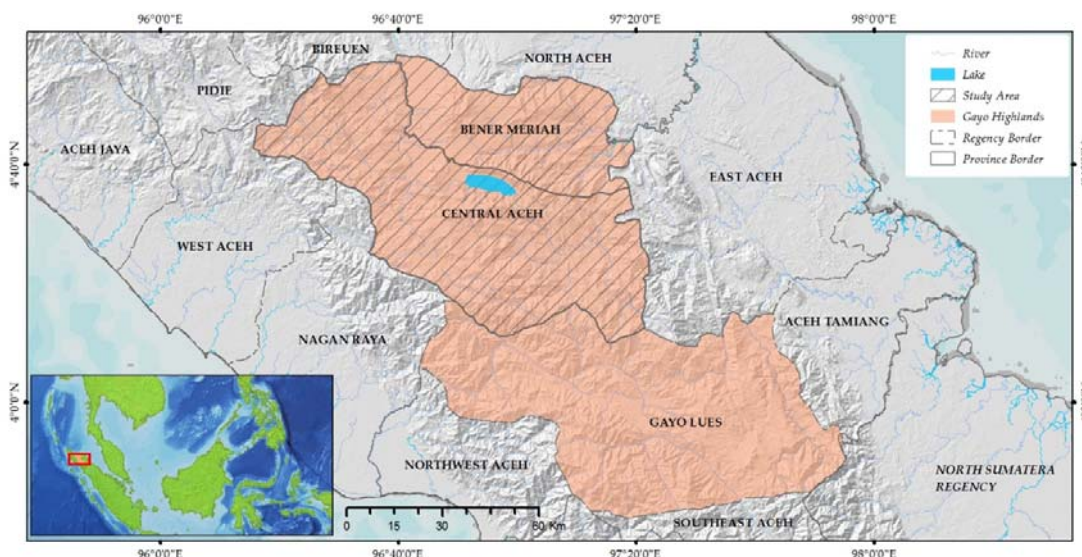 96°0'0"E
96°40'0"E
97°20'0"E
98°0'0"E
BIREUEN
NORTH ACEH
River
Lake
Study Area
Gayo Highlands
Regency Border
Province Border
PIDIE
BENER MERIAH
ACEH JAYA
4°40'0"N
EAST ACEH
CENTRAL ACEH
WEST ACEH
ACEH TAMIANG
NAGAN RAYA
4°0'0"N
GAYO LUES
NORTHWEST ACEH
NORTH SUMATERA
REGENCY
0 15 30 60 Km
SOUTHEAST ACEH
96°0'0"E
96°40'0"E
97°20'0"E
98°0'0"E